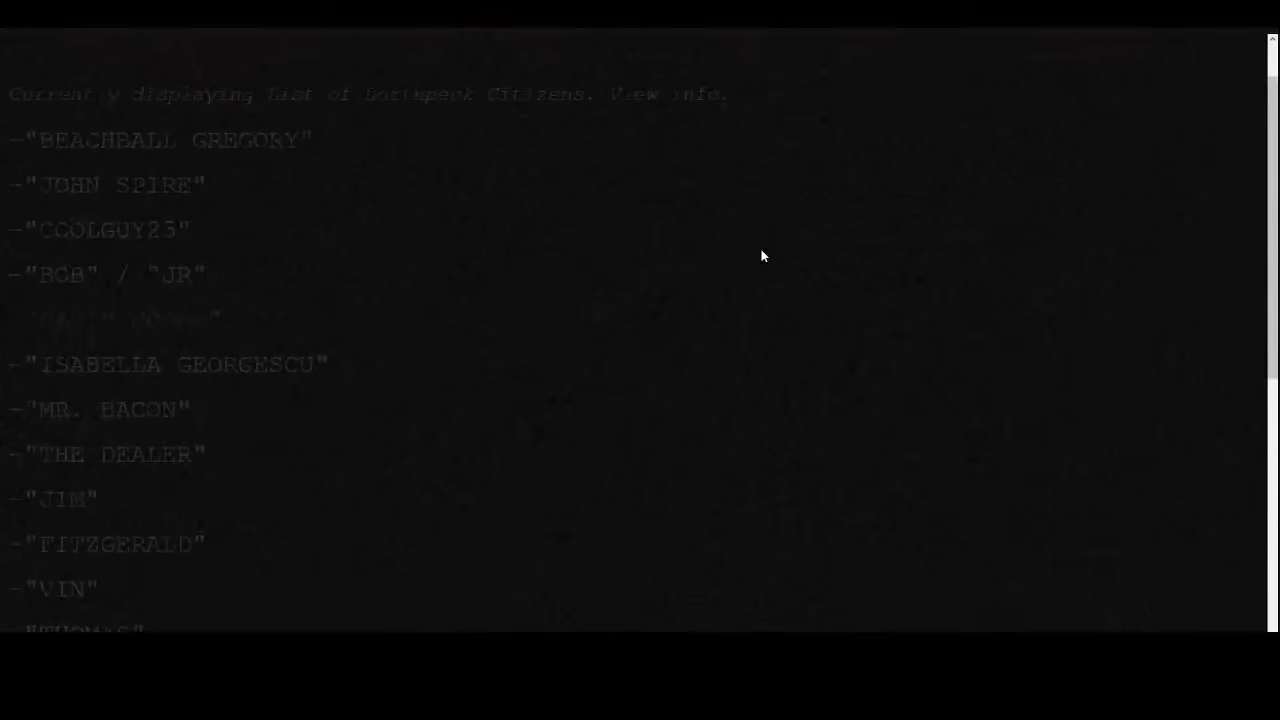 Currently displaying list of Citizens. View info.
-"BEACHBALL GREGORY"
-"JOHN SPIRE"
-"COOLGUY23"
-"BOB" / "JR"
-"ISABELLA GEORGESCU"
-"MR. BACON"
-"THE DEALER"
-"JIM"
-"FITZGERALD"
-"VIN"
"THOMAS"